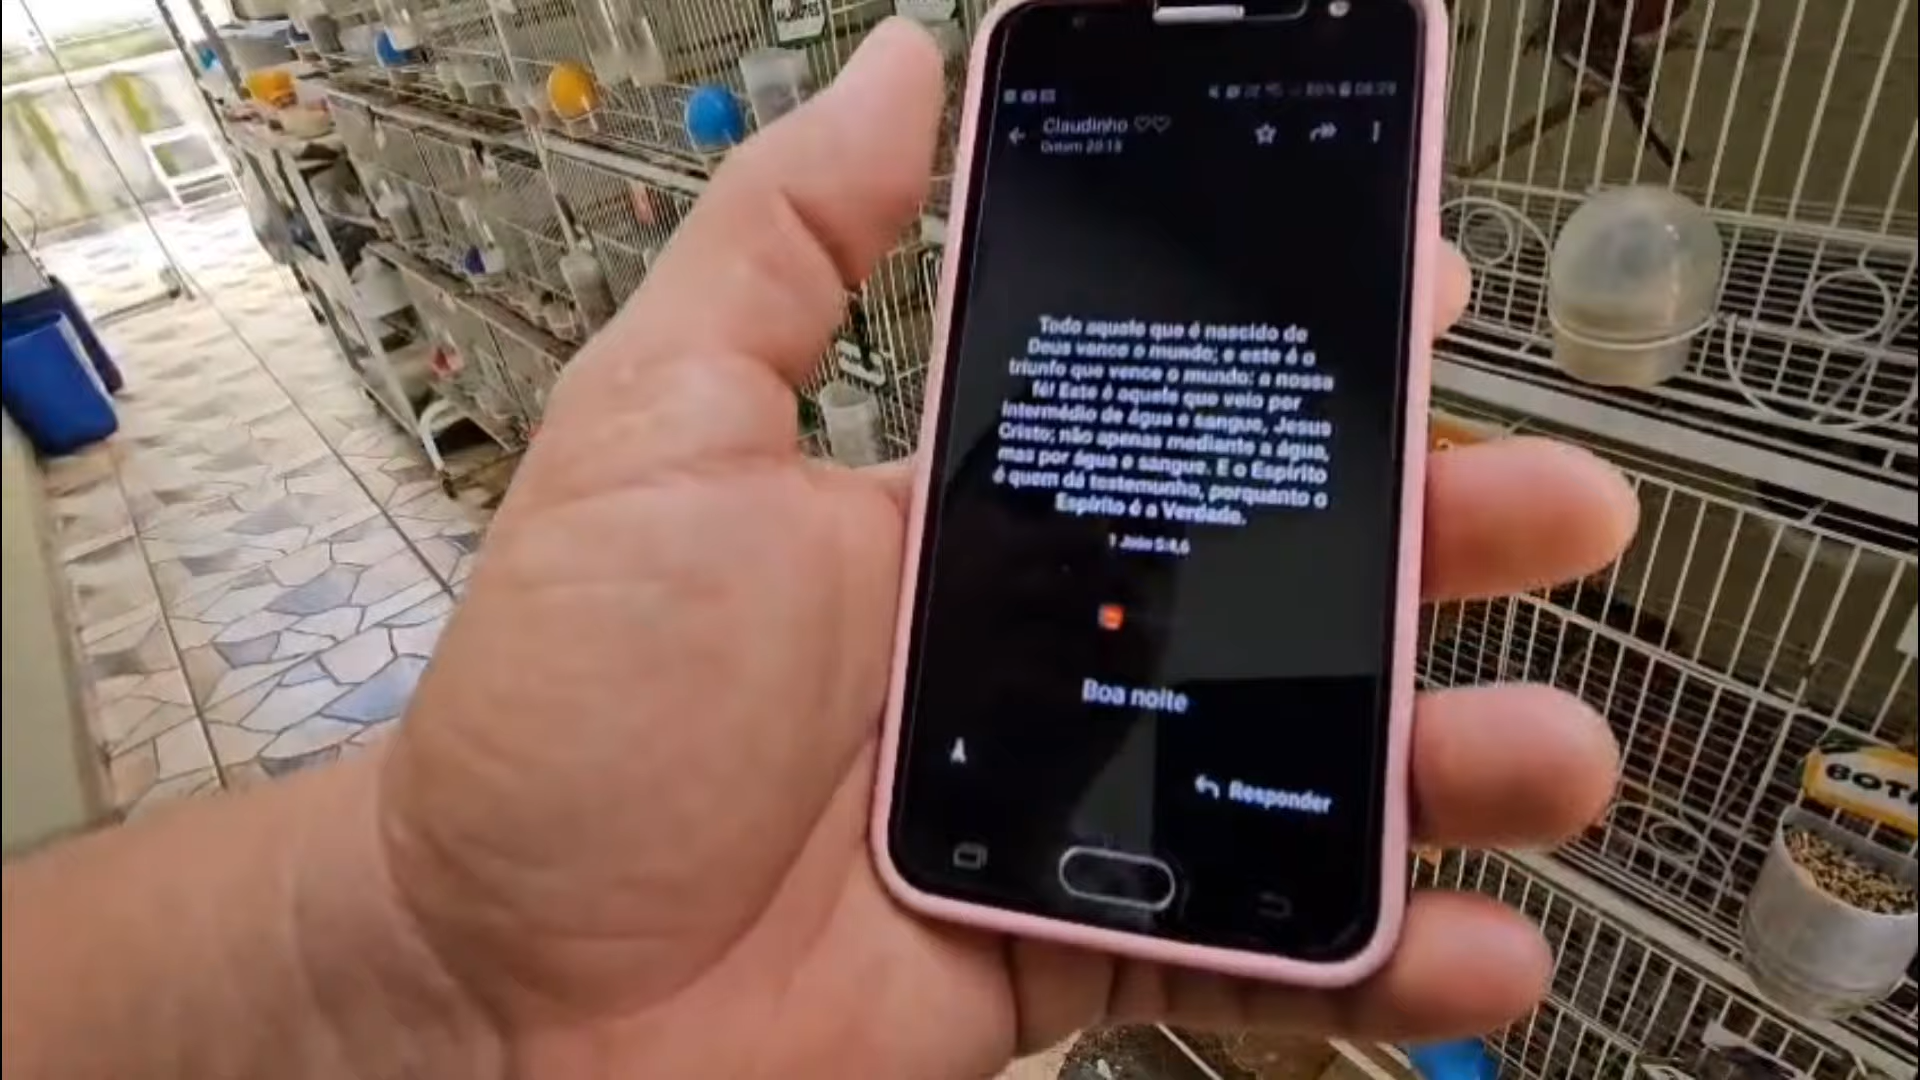 Claudinho ♡♡
Ontem 20:15
Todo aquele que é nascido de
Deus vence o mundo; e este é o
triunfo que vence o mundo: a nossa
fé! Este é aquele que veio por
intermédio de água e sangue, Jesus
Cristo; não apenas mediante a água,
mas por água e sangue. E o Espírito
é quem dá testemunho, porquanto o
Espírito é a Verdade.
1 João 5:4,6
Boa noite
Responder